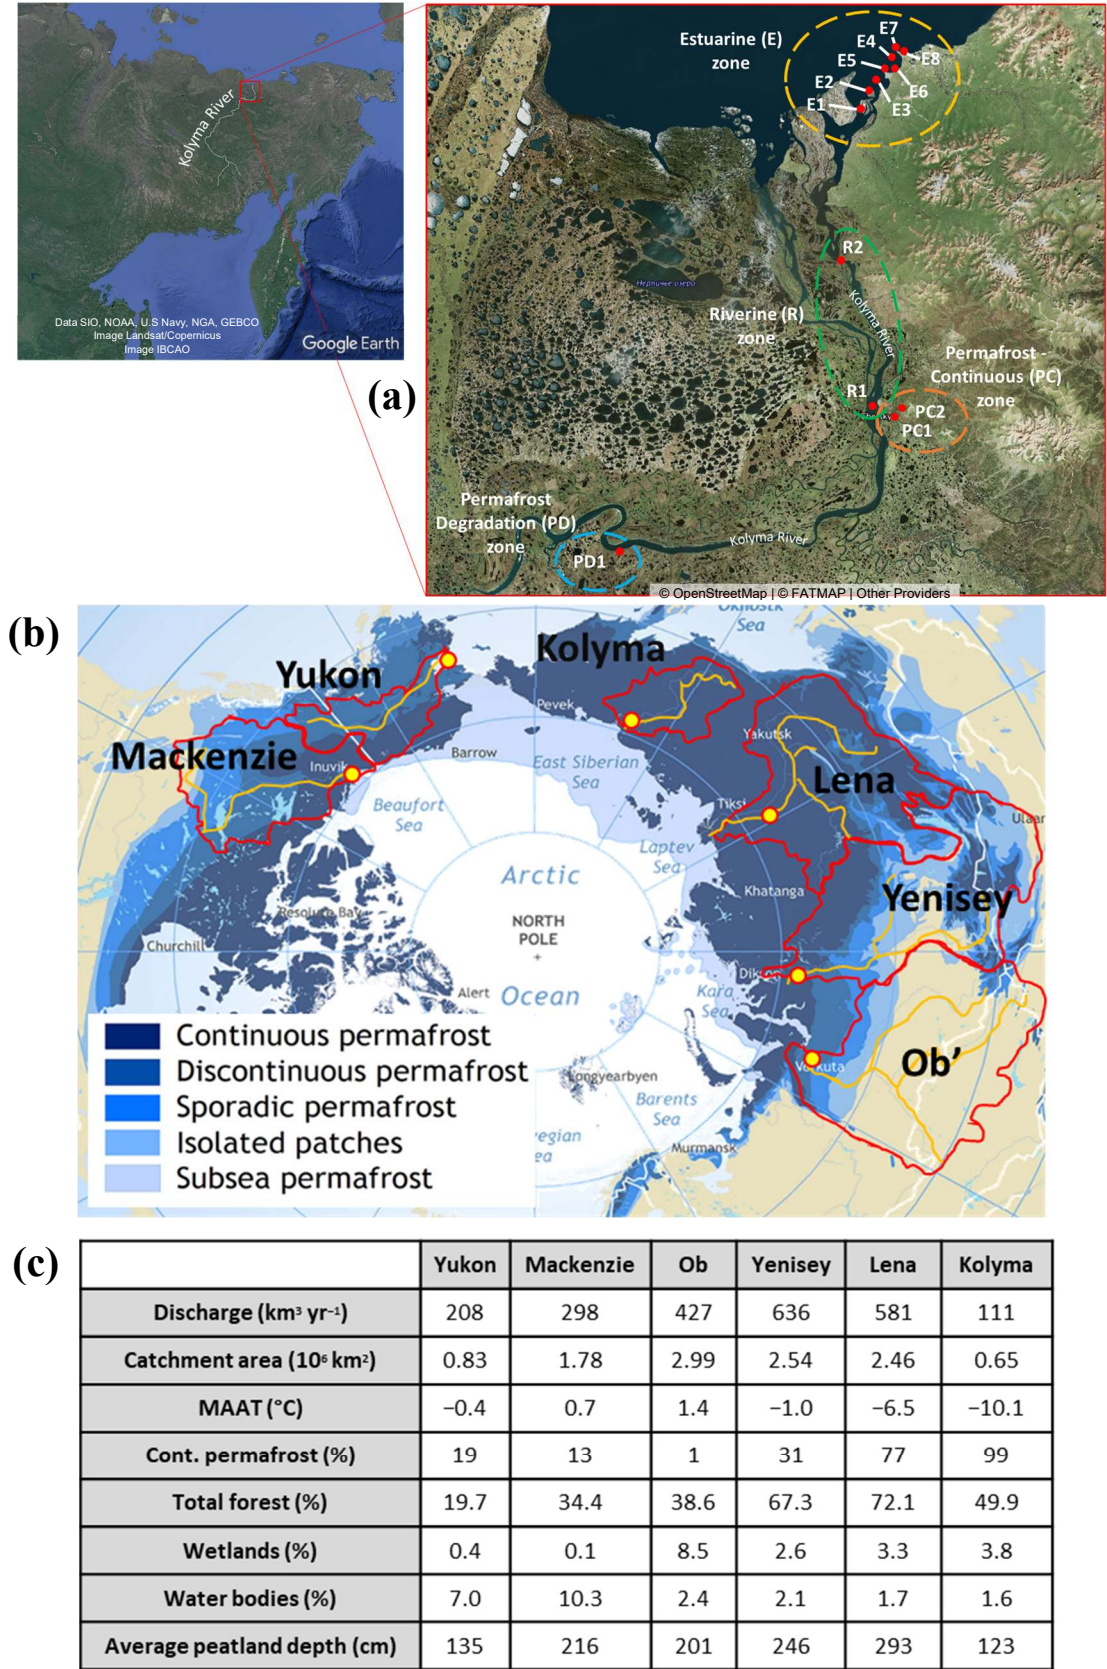 Kolyma River
Data SIO, NOAA, U.S Navy, NGA, GEBCO
Image Landsat/Copernicus
Image IBCAO
Google Earth
(a)
Estuarine (E)
zone
E7
E4
E8
E5
E6
E2
E3
E1
R2
Нерпичье озеро
Kolyma River
Riverine (R)
zone
Permafrost -
Continuous (PC)
zone
R1
PC2
PC1
Permafrost
Degradation (PD)
zone
PD1
Kolyma River
© OpenStreetMap | © FATMAP | Other Providers
(b)
Okhotsk
Sea
Kolyma
Yukon
Pevek
Yakutsk
Mackenzie
Inuvik
Barrow
East Siberian
Sea
Lena
Beaufort
Sea
Tiksi
Laptev
Sea
Arctic
Khatanga
Yenisey
Resolute Bay
NORTH
POLE
Churchill
Alert
Ocean
Kara
Sea
Ob’
Vorkuta
Longyearbyen
Barents
Sea
Murmansk
Continuous permafrost
Discontinuous permafrost
Sporadic permafrost
Isolated patches
Subsea permafrost
(c)
Yukon Mackenzie Ob Yenisey Lena Kolyma
Discharge (km³ yr⁻¹) 208 298 427 636 581 111
Catchment area (10⁶ km²) 0.83 1.78 2.99 2.54 2.46 0.65
MAAT (°C) −0.4 0.7 1.4 −1.0 −6.5 −10.1
Cont. permafrost (%) 19 13 1 31 77 99
Total forest (%) 19.7 34.4 38.6 67.3 72.1 49.9
Wetlands (%) 0.4 0.1 8.5 2.6 3.3 3.8
Water bodies (%) 7.0 10.3 2.4 2.1 1.7 1.6
Average peatland depth (cm) 135 216 201 246 293 123